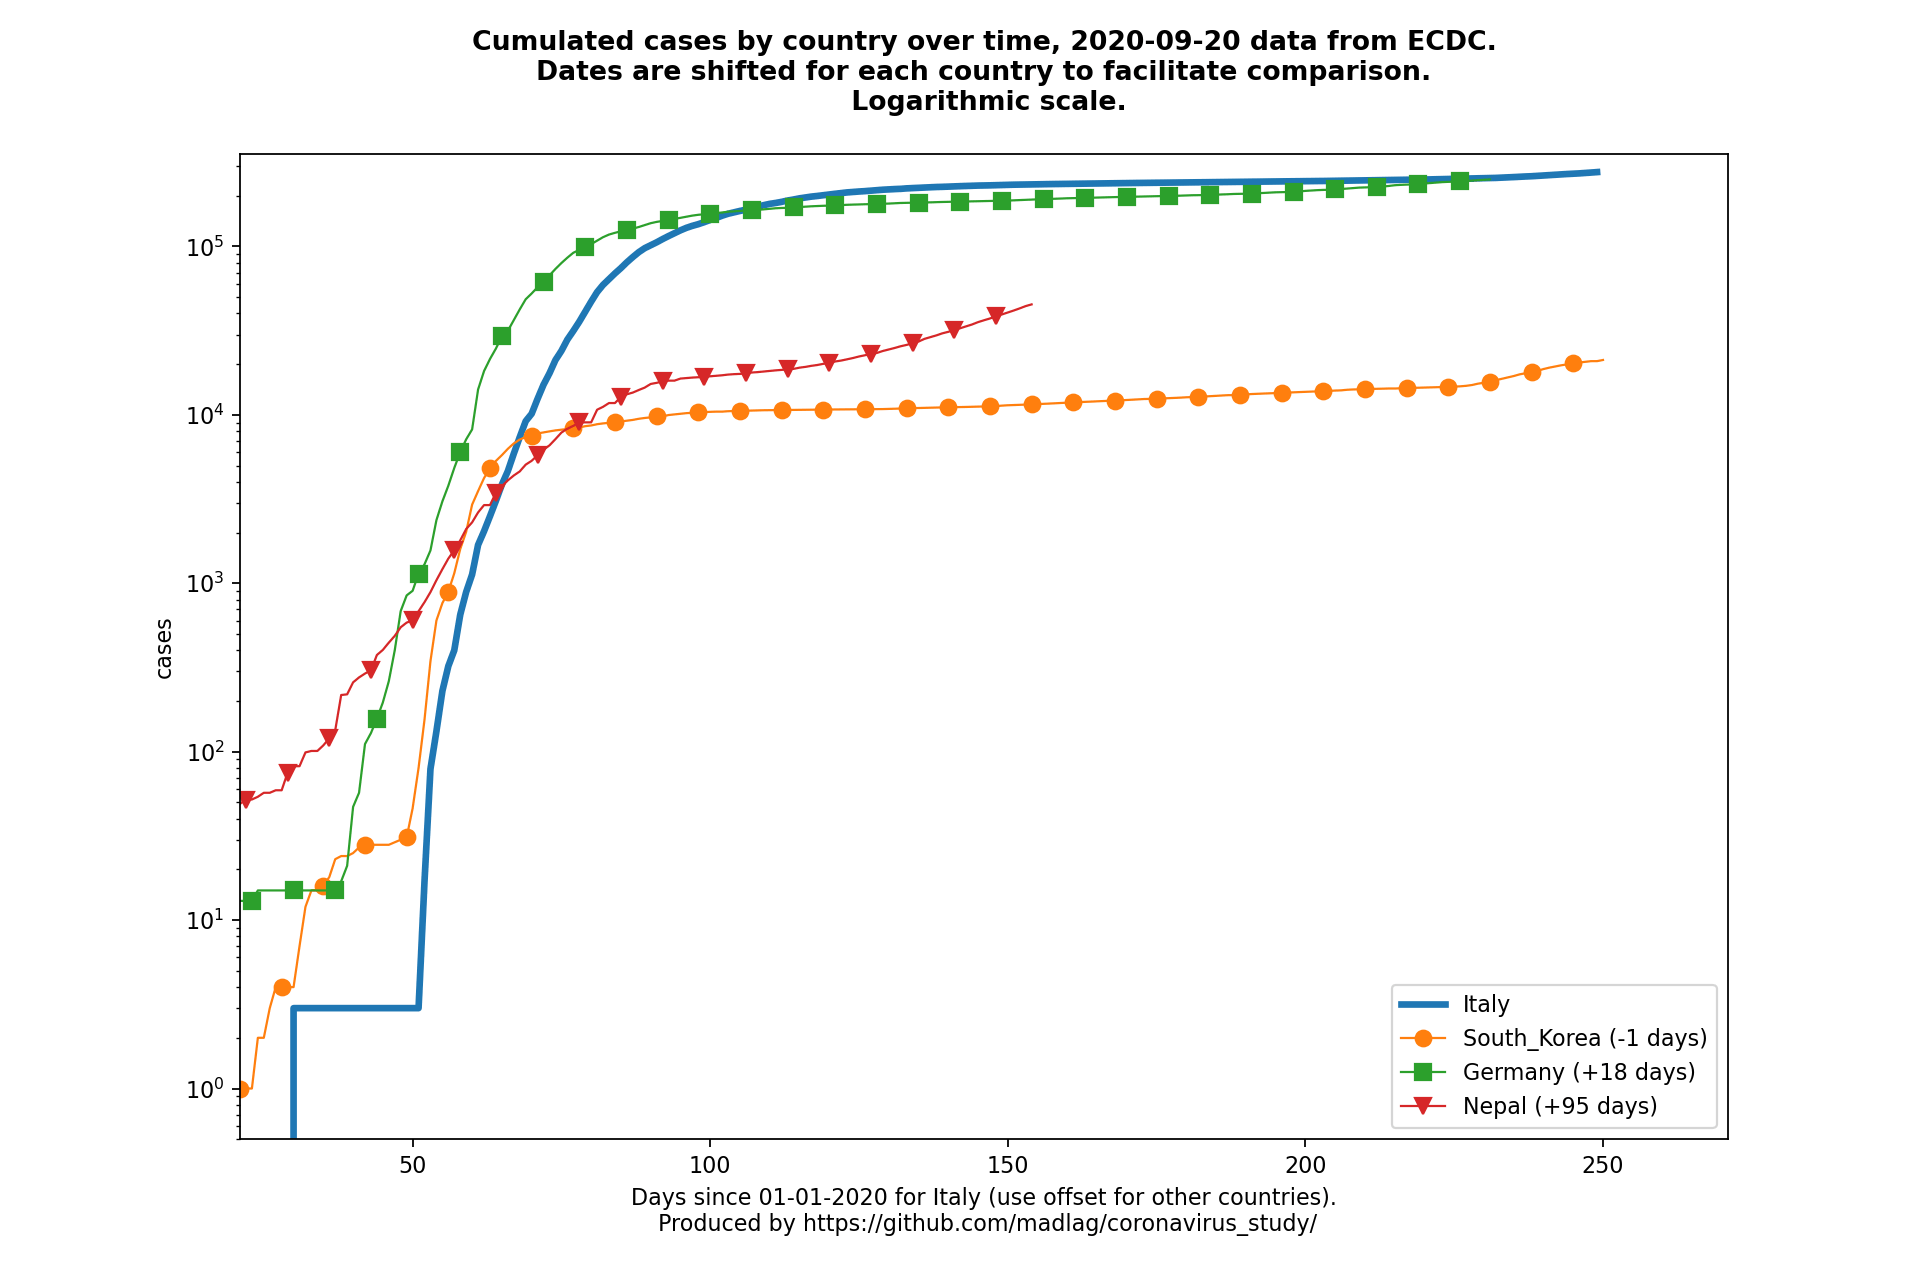 Cumulated cases by country over time, 2020-09-20 data from ECDC.
Dates are shifted for each country to facilitate comparison.
Logarithmic scale.
10^5
10^4
10^3
10^2
10^1
10^0
cases
Italy
South_Korea (-1 days)
Germany (+18 days)
Nepal (+95 days)
50 100 150 200 250
Days since 01-01-2020 for Italy (use offset for other countries).
Produced by https://github.com/madlag/coronavirus_study/